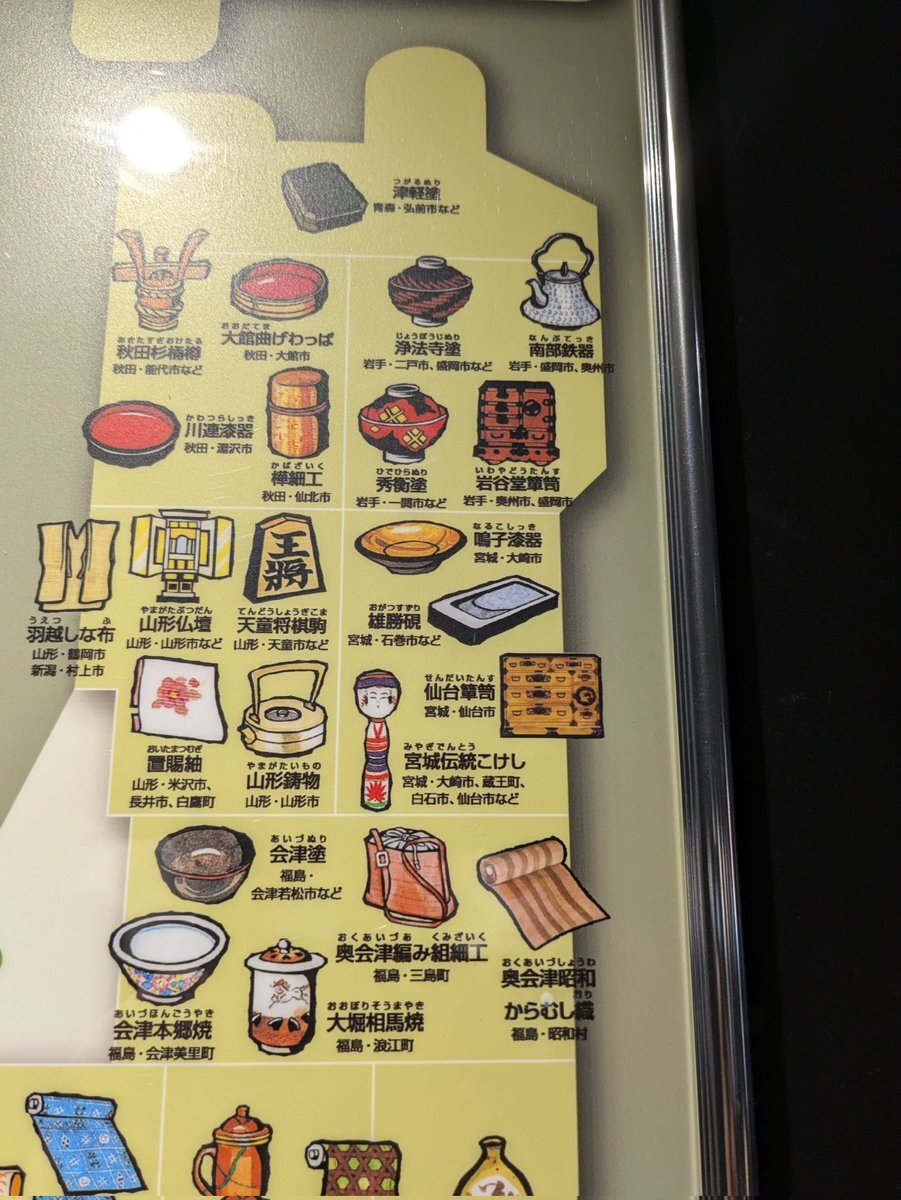 つがるぬり
津軽塗
青森・弘前市など
あきたすぎおけたる
秋田杉桶樽
秋田・能代市など
おおだてま
大館曲げわっぱ
秋田・大館市
じょうぼうじぬり
浄法寺塗
岩手・二戸市、盛岡市など
なんぶてっき
南部鉄器
岩手・盛岡市、奥州市
かわつらしっき
川連漆器
秋田・湯沢市
かばざいく
樺細工
秋田・仙北市
ひでひらぬり
秀衡塗
岩手・一関市など
いわやどうたんす
岩谷堂箪笥
岩手・奥州市、盛岡市
うえつ ふ
羽越しな布
山形・鶴岡市
新潟・村上市
やまがたぶつだん
山形仏壇
山形・山形市など
王將
てんどうしょうぎこま
天童将棋駒
山形・天童市など
なるこしっき
鳴子漆器
宮城・大崎市
おがつすずり
雄勝硯
宮城・石巻市など
おいたまつむぎ
置賜紬
山形・米沢市、
長井市、白鷹町
やまがたいもの
山形鋳物
山形・山形市
せんだいたんす
仙台箪笥
宮城・仙台市
みやぎでんとう
宮城伝統こけし
宮城・大崎市、蔵王町、
白石市、仙台市など
あいづぬり
会津塗
福島・
会津若松市など
おくあいづあ くみざいく
奥会津編み組細工
福島・三島町
おくあいづしょうわ
奥会津昭和
おり
からむし織
福島・昭和村
あいづほんごうやき
会津本郷焼
福島・会津美里町
おおぼりそうまやき
大堀相馬焼
福島・浪江町